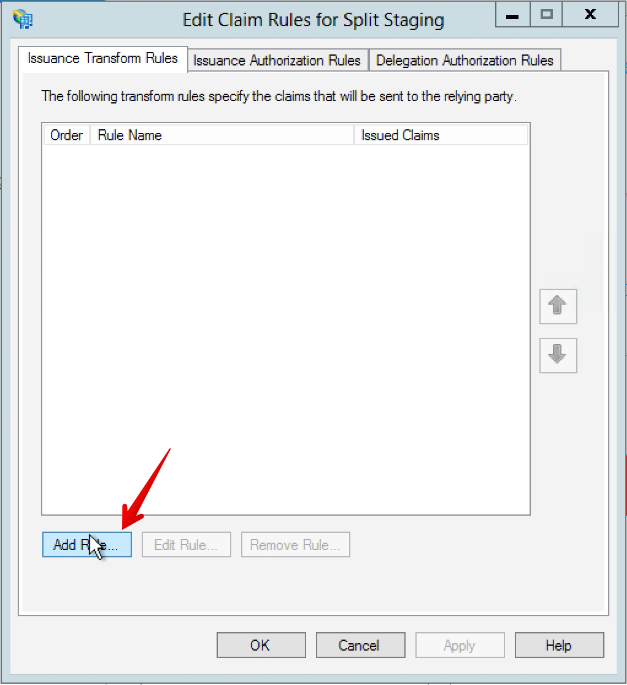 Edit Claim Rules for Split Staging
Issuance Transform Rules Issuance Authorization Rules Delegation Authorization Rules
The following transform rules specify the claims that will be sent to the relying party.
Order Rule Name Issued Claims
Add Rule... Edit Rule... Remove Rule...
OK Cancel Apply Help